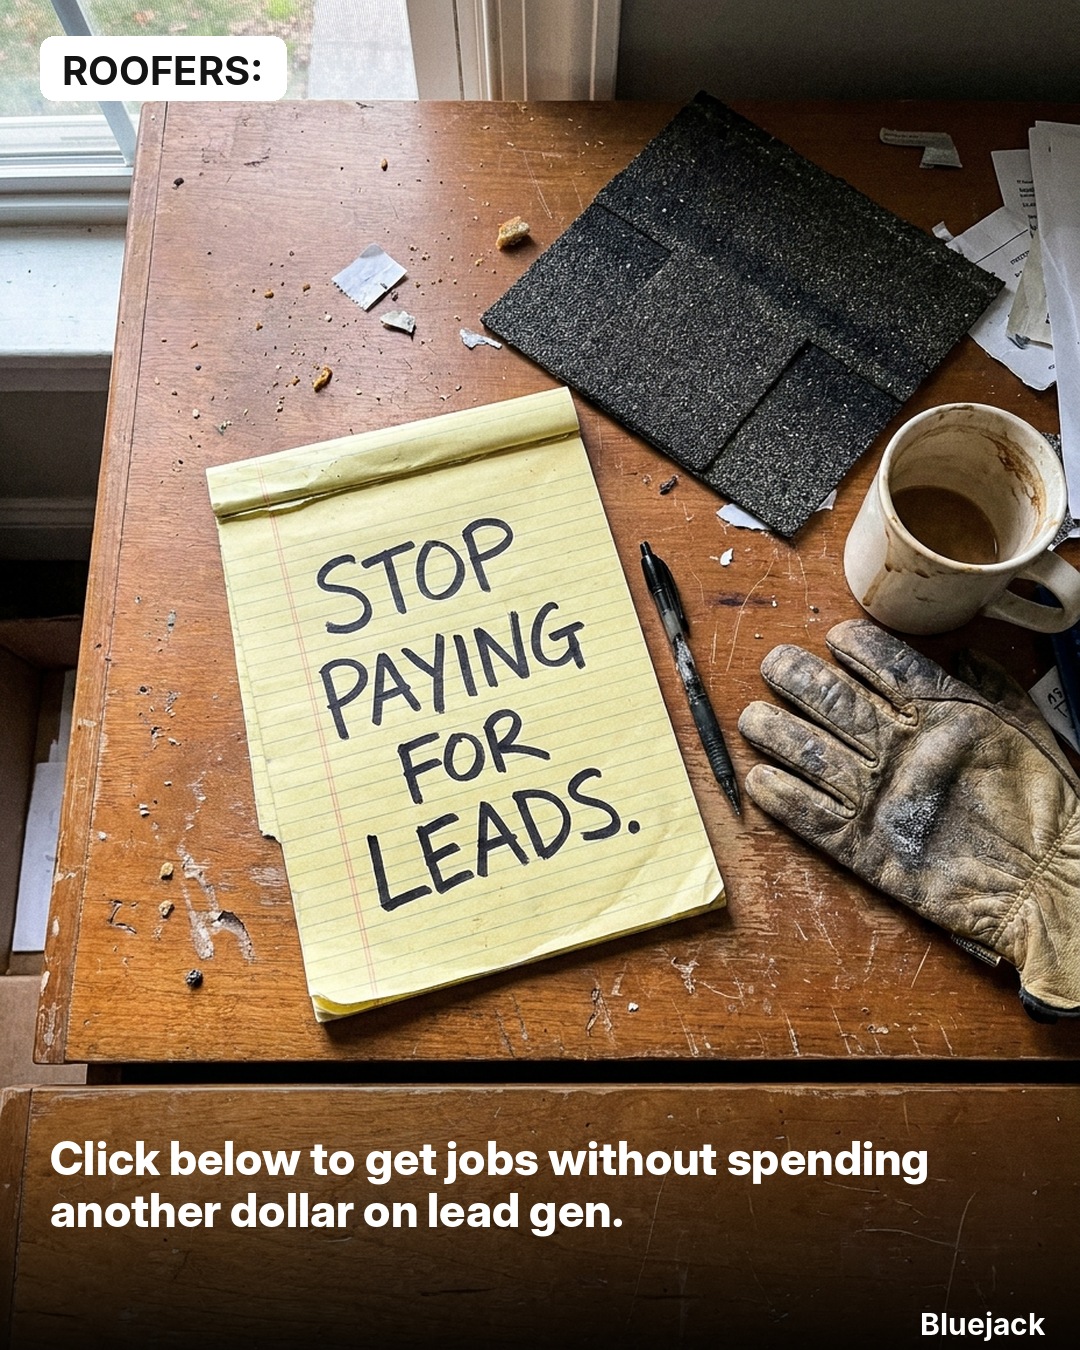 ROOFERS:
STOP
PAYING
FOR
LEADS.
Click below to get jobs without spending
another dollar on lead gen.
Bluejack